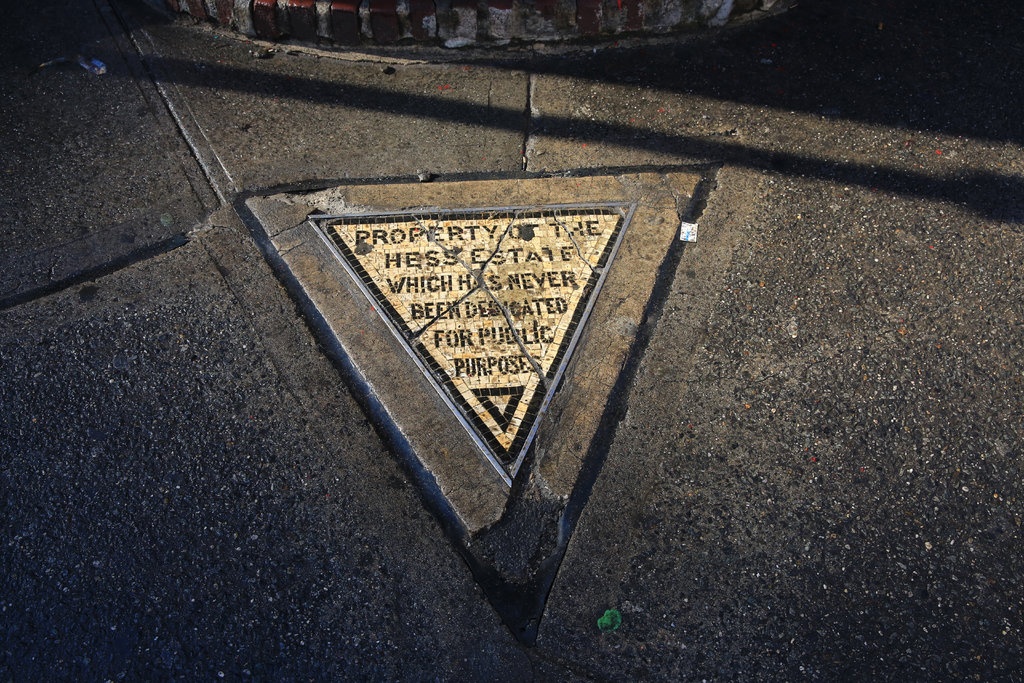 PROPERTY OF THE
HESS ESTATE
WHICH HAS NEVER
BEEN DEDICATED
FOR PUBLIC
PURPOSES